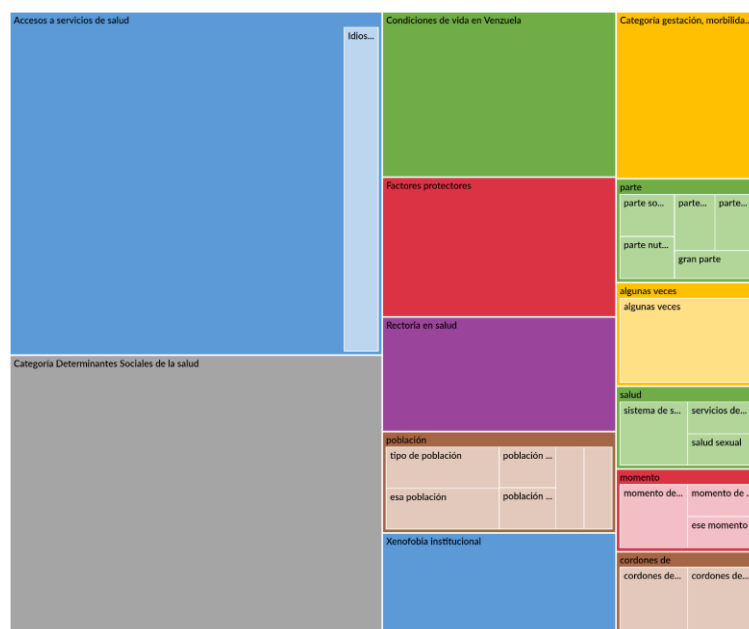 Accesos a servicios de salud
Idios...
Categoría Determinantes Sociales de la salud
Condiciones de vida en Venzuela
Factores protectores
Rectoria en salud
población
tipo de población
población ...
esa población
población ...
Xenofobia institucional
Categoría gestación, morbilida...
parte
parte so...
parte...
parte...
parte nut...
gran parte
algunas veces
algunas veces
salud
sistema de s...
servicios de...
salud sexual
momento
momento de...
momento de ...
ese momento
cordones de
cordones de...
cordones de...